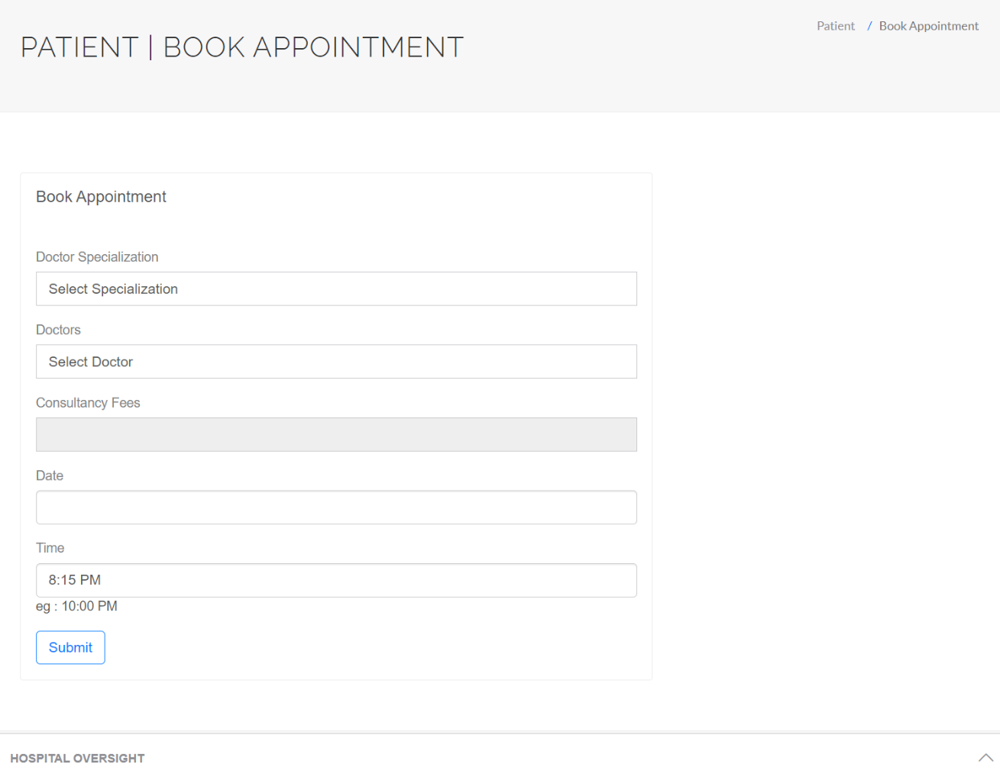 Patient / Book Appointment
PATIENT | BOOK APPOINTMENT
Book Appointment
Doctor Specialization
Select Specialization
Doctors
Select Doctor
Consultancy Fees
Date
Time
8:15 PM
eg : 10:00 PM
Submit
HOSPITAL OVERSIGHT